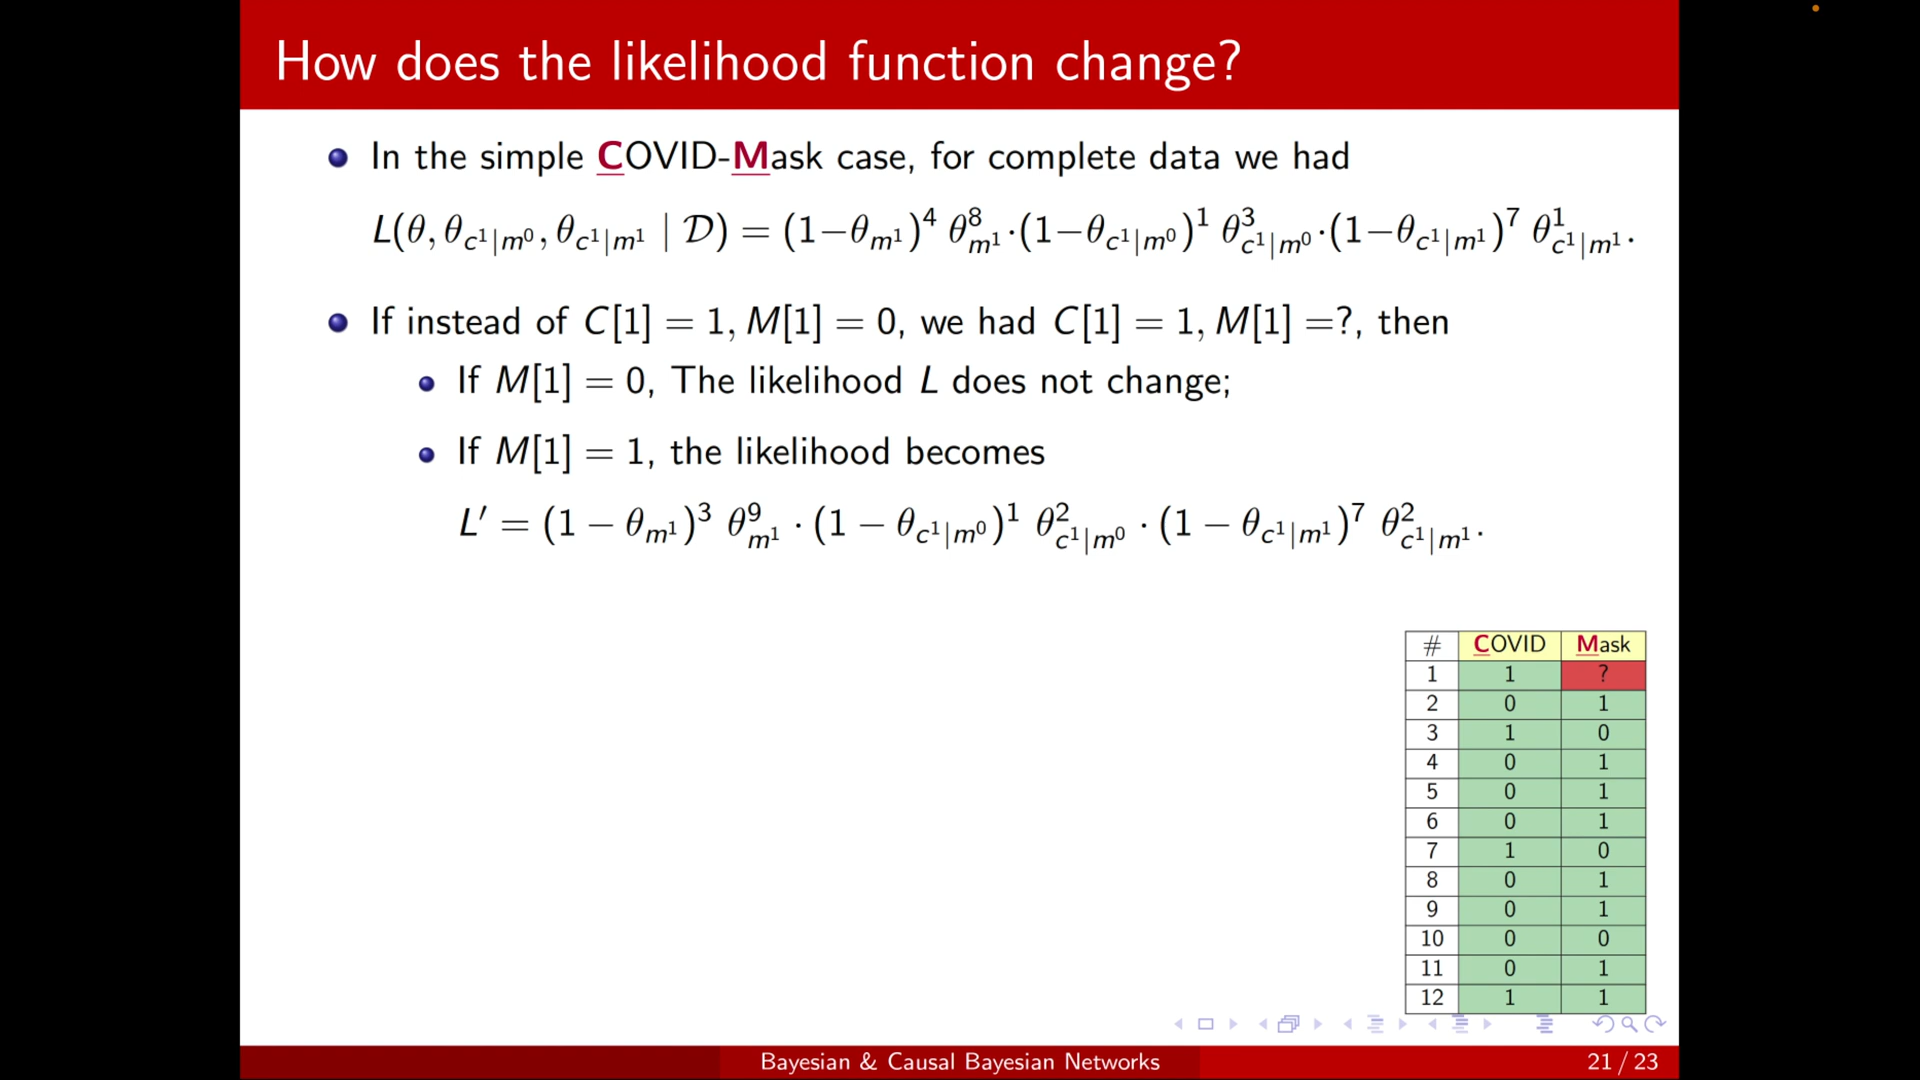 How does the likelihood function change?
In the simple COVID-Mask case, for complete data we had
L(θ, θ_{c¹|m⁰}, θ_{c¹|m¹} | 𝒟) = (1−θ_{m¹})⁴ θ⁸_{m¹}·(1−θ_{c¹|m⁰})¹ θ³_{c¹|m⁰}·(1−θ_{c¹|m¹})⁷ θ¹_{c¹|m¹}.
If instead of C[1] = 1, M[1] = 0, we had C[1] = 1, M[1] =?, then
If M[1] = 0, The likelihood L does not change;
If M[1] = 1, the likelihood becomes
L′ = (1 − θ_{m¹})³ θ⁹_{m¹} · (1 − θ_{c¹|m⁰})¹ θ²_{c¹|m⁰} · (1 − θ_{c¹|m¹})⁷ θ²_{c¹|m¹}.
# COVID Mask
1 1 ?
2 0 1
3 1 0
4 0 1
5 0 1
6 0 1
7 1 0
8 0 1
9 0 1
10 0 0
11 0 1
12 1 1
Bayesian & Causal Bayesian Networks 21 / 23